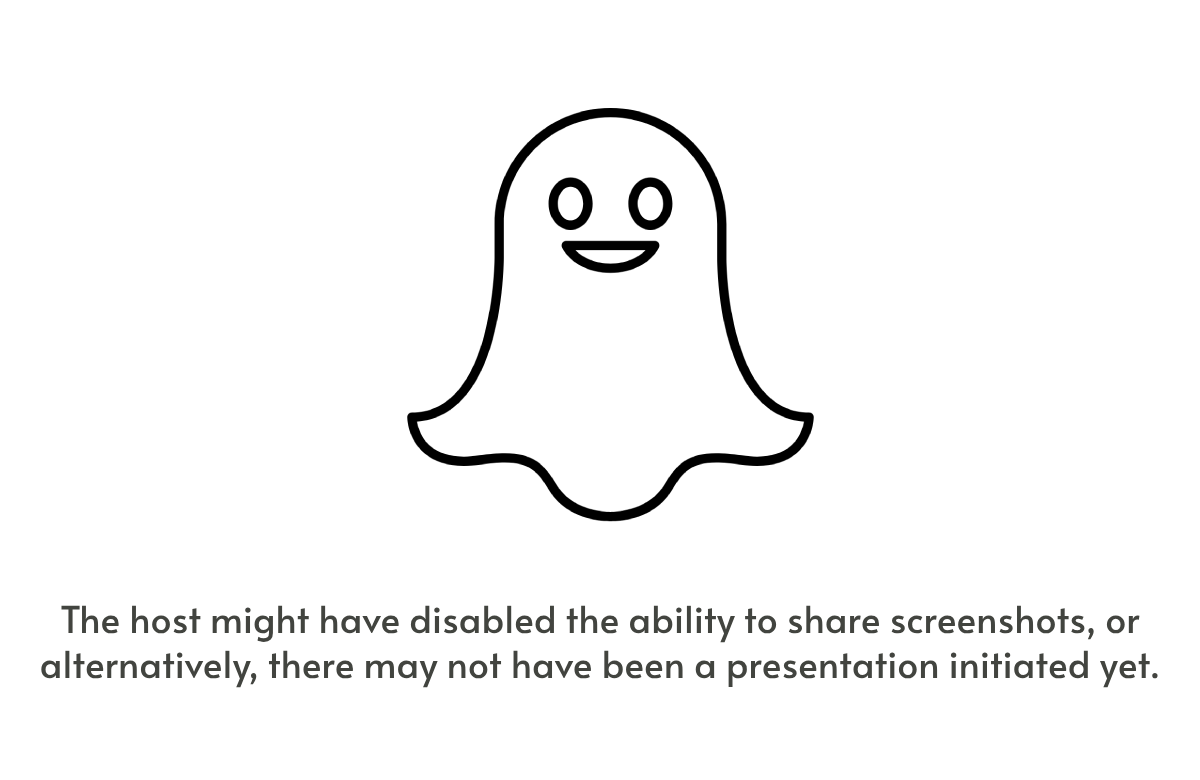 The host might have disabled the ability to share screenshots, or
alternatively, there may not have been a presentation initiated yet.